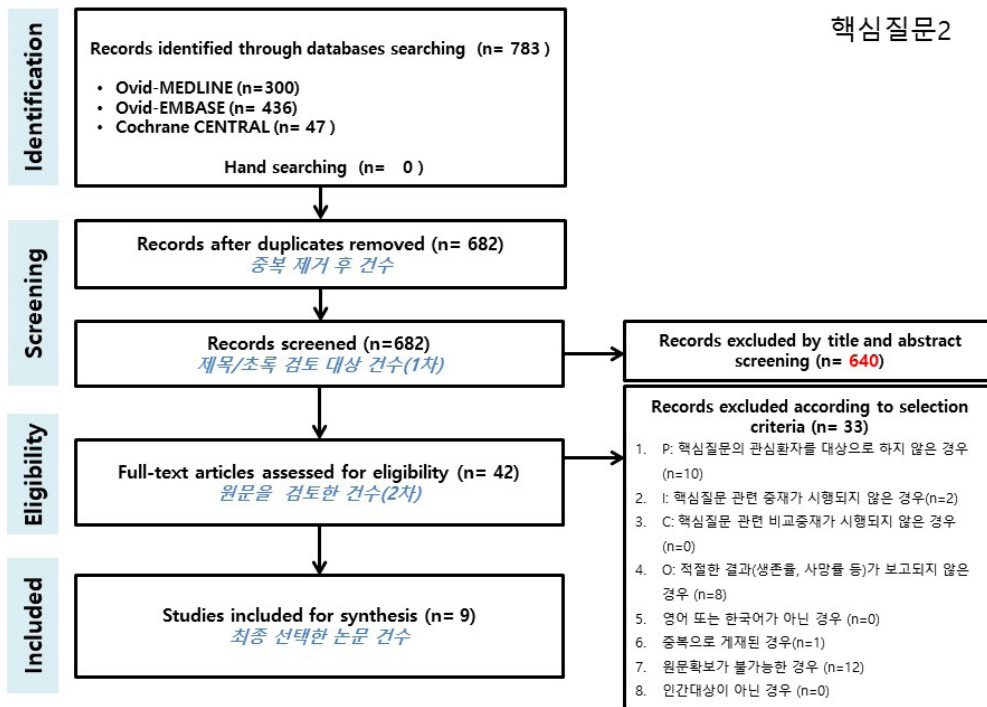 핵심질문2
Identification
Records identified through databases searching (n= 783 )
• Ovid-MEDLINE (n=300)
• Ovid-EMBASE (n= 436)
• Cochrane CENTRAL (n= 47 )
Hand searching (n= 0 )
Screening
Records after duplicates removed (n= 682)
중복 제거 후 건수
Records screened (n=682)
제목/초록 검토 대상 건수(1차)
Records excluded by title and abstract
screening (n= 640)
Eligibility
Full-text articles assessed for eligibility (n= 42)
원문을 검토한 건수(2차)
Records excluded according to selection
criteria (n= 33)
1. P: 핵심질문의 관심환자를 대상으로 하지 않은 경우
(n=10)
2. I: 핵심질문 관련 중재가 시행되지 않은 경우(n=2)
3. C: 핵심질문 관련 비교중재가 시행되지 않은 경우
(n=0)
4. O: 적절한 결과(생존율, 사망률 등)가 보고되지 않은
경우 (n=8)
5. 영어 또는 한국어가 아닌 경우 (n=0)
6. 중복으로 게재된 경우(n=1)
7. 원문확보가 불가능한 경우 (n=12)
8. 인간대상이 아닌 경우 (n=0)
Included
Studies included for synthesis (n= 9)
최종 선택한 논문 건수